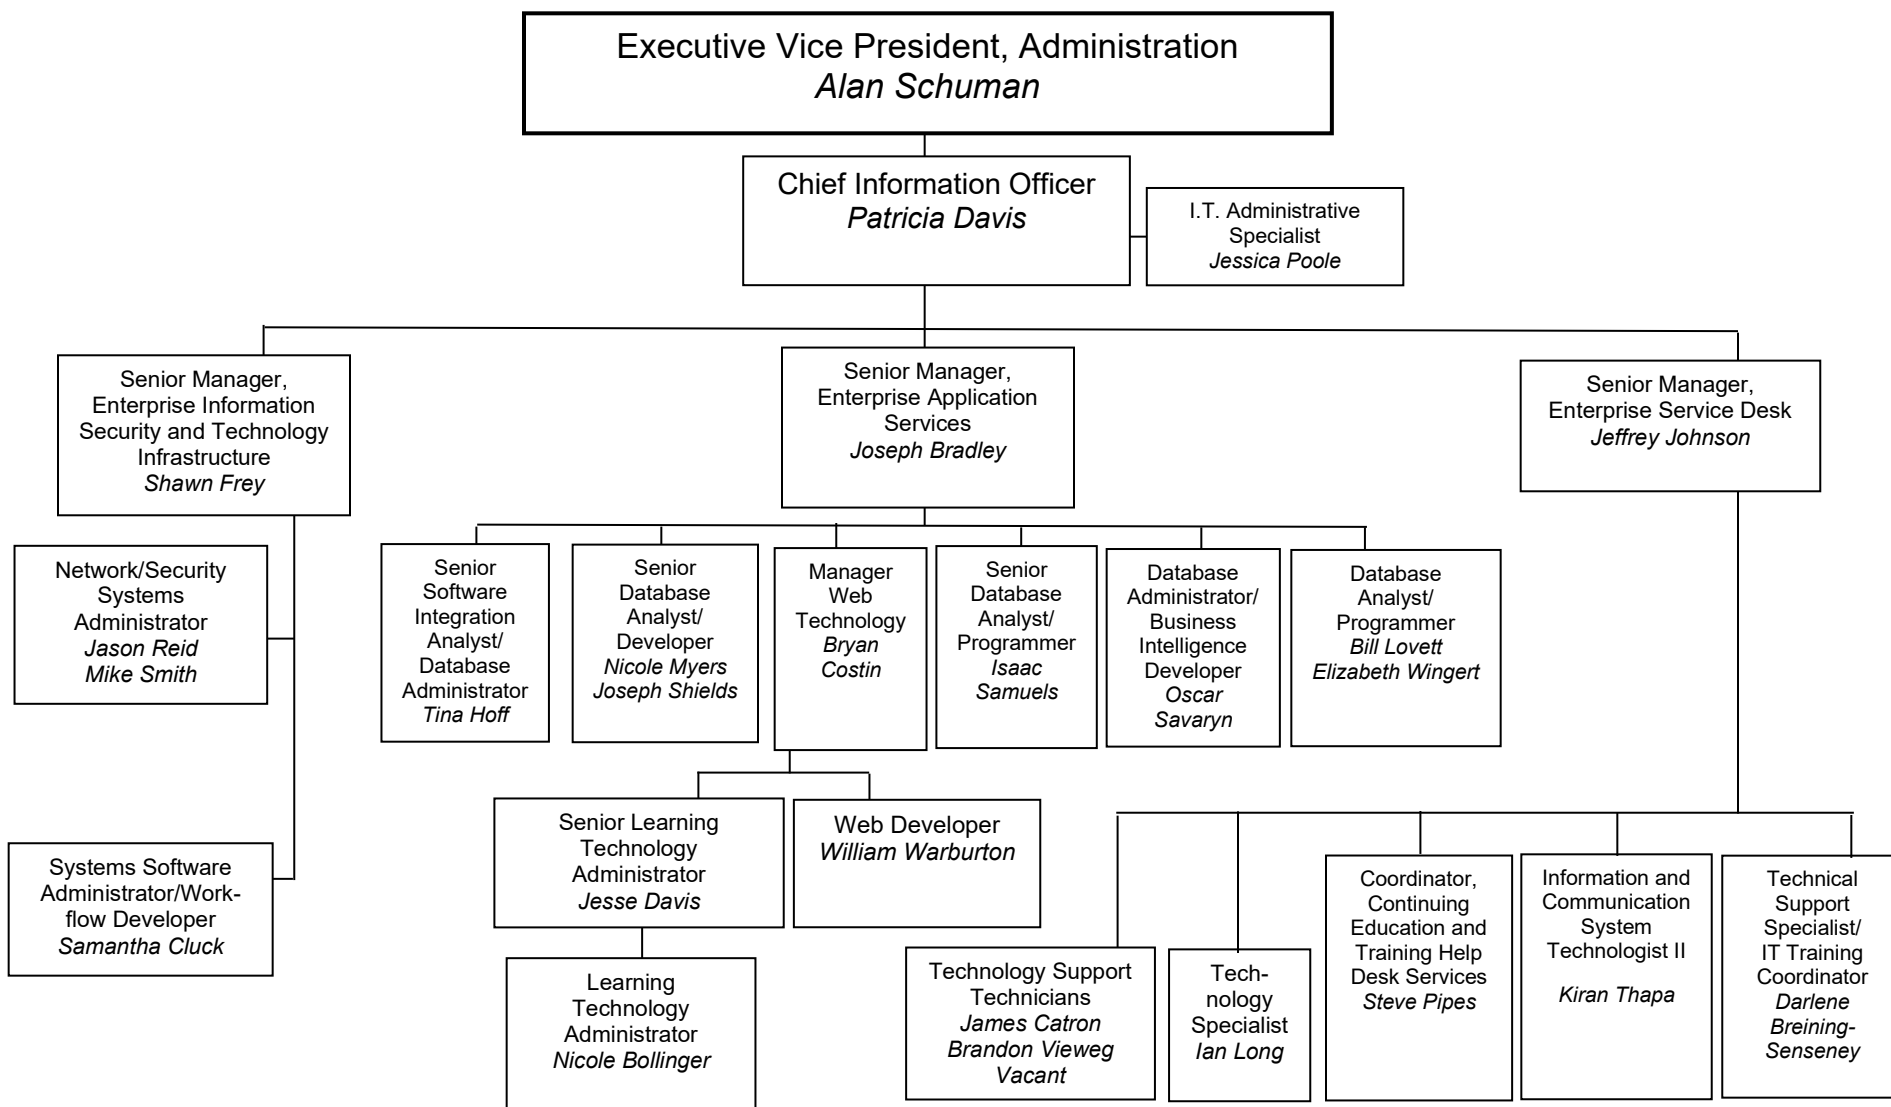 Executive Vice President, Administration
Alan Schuman
Chief Information Officer
Patricia Davis
I.T. Administrative
Specialist
Jessica Poole
Senior Manager,
Enterprise Information
Security and Technology
Infrastructure
Shawn Frey
Senior Manager,
Enterprise Application
Services
Joseph Bradley
Senior Manager,
Enterprise Service Desk
Jeffrey Johnson
Network/Security
Systems
Administrator
Jason Reid
Mike Smith
Senior
Software
Integration
Analyst/
Database
Administrator
Tina Hoff
Senior
Database
Analyst/
Developer
Nicole Myers
Joseph Shields
Manager
Web
Technology
Bryan
Costin
Senior
Database
Analyst/
Programmer
Isaac
Samuels
Database
Administrator/
Business
Intelligence
Developer
Oscar
Savaryn
Database
Analyst/
Programmer
Bill Lovett
Elizabeth Wingert
Systems Software
Administrator/Work-
flow Developer
Samantha Cluck
Senior Learning
Technology
Administrator
Jesse Davis
Web Developer
William Warburton
Learning
Technology
Administrator
Nicole Bollinger
Technology Support
Technicians
James Catron
Brandon Vieweg
Vacant
Tech-
nology
Specialist
Ian Long
Coordinator,
Continuing
Education and
Training Help
Desk Services
Steve Pipes
Information and
Communication
System
Technologist II
Kiran Thapa
Technical
Support
Specialist/
IT Training
Coordinator
Darlene
Breining-
Senseney